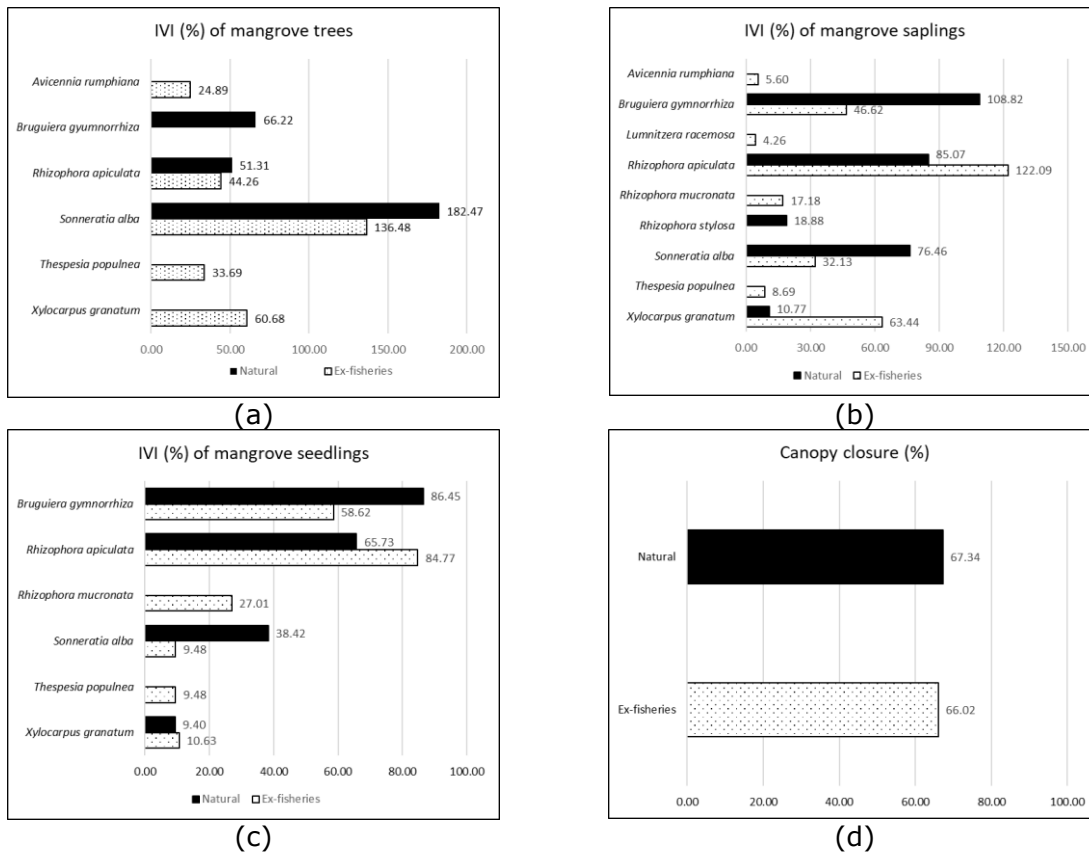 IVI (%) of mangrove trees
Avicennia rumphiana
24.89
Bruguiera gyumnorrhiza
66.22
Rhizophora apiculata
51.31
44.26
Sonneratia alba
182.47
136.48
Thespesia populnea
33.69
Xylocarpus granatum
60.68
0.00 50.00 100.00 150.00 200.00
Natural Ex-fisheries
(a)
IVI (%) of mangrove saplings
Avicennia rumphiana
5.60
Bruguiera gymnorrhiza
108.82
46.62
Lumnitzera racemosa
4.26
Rhizophora apiculata
85.07
122.09
Rhizophora mucronata
17.18
Rhizophora stylosa
18.88
Sonneratia alba
76.46
32.13
Thespesia populnea
8.69
Xylocarpus granatum
10.77
63.44
0.00 30.00 60.00 90.00 120.00 150.00
Natural Ex-fisheries
(b)
IVI (%) of mangrove seedlings
Bruguiera gymnorrhiza
86.45
58.62
Rhizophora apiculata
65.73
84.77
Rhizophora mucronata
27.01
Sonneratia alba
38.42
9.48
Thespesia populnea
9.48
Xylocarpus granatum
9.40
10.63
0.00 20.00 40.00 60.00 80.00 100.00
Natural Ex-fisheries
(c)
Canopy closure (%)
Natural
67.34
Ex-fisheries
66.02
0.00 20.00 40.00 60.00 80.00 100.00
(d)